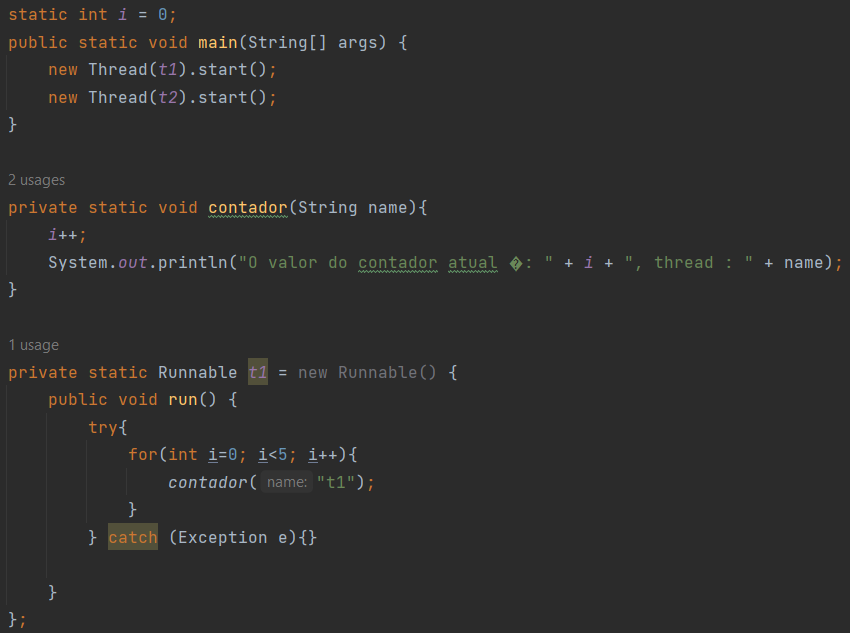 static int i = 0;
public static void main(String[] args) {
    new Thread(t1).start();
    new Thread(t2).start();
}
2 usages
private static void contador(String name){
    i++;
    System.out.println("O valor do contador atual �: " + i + ", thread : " + name);
}
1 usage
private static Runnable t1 = new Runnable() {
    public void run() {
        try{
            for(int i=0; i<5; i++){
                contador( name: "t1");
            }
        } catch (Exception e){}
    }
};